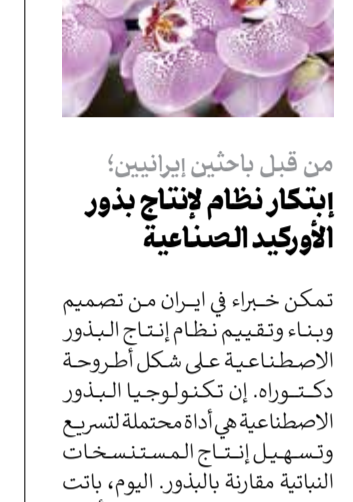 من قبل باحثين إيرانيين؛
إبتكار نظام لإنتاج بذور
الأوركيد الصناعية
تمكن خبراء في ايران من تصميم
وبناء وتقييم نظام إنتاج البذور
الاصطناعية على شكل أطروحة
دكتوراه. إن تكنولوجيا البذور
الاصطناعية هي أداة محتملة لتسريع
وتسهيل إنتاج المستنسخات
النباتية مقارنة بالبذور. اليوم، باتت